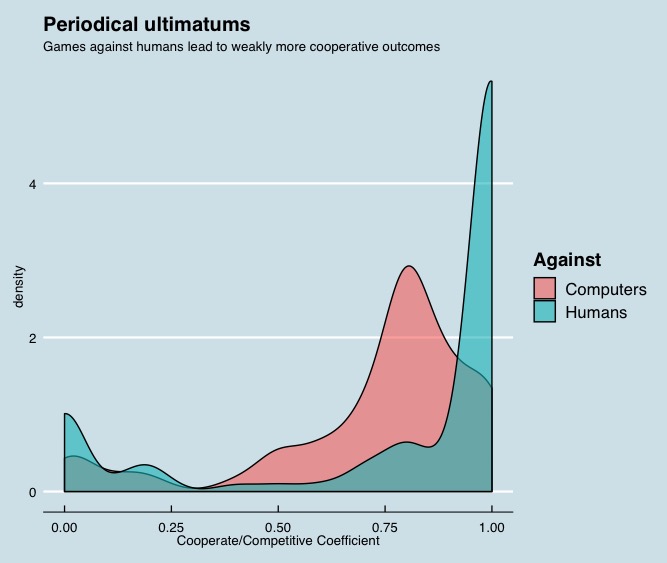 Periodical ultimatums
Games against humans lead to weakly more cooperative outcomes
4
2
0
density
0.00 0.25 0.50 0.75 1.00
Cooperate/Competitive Coefficient
Against
Computers
Humans